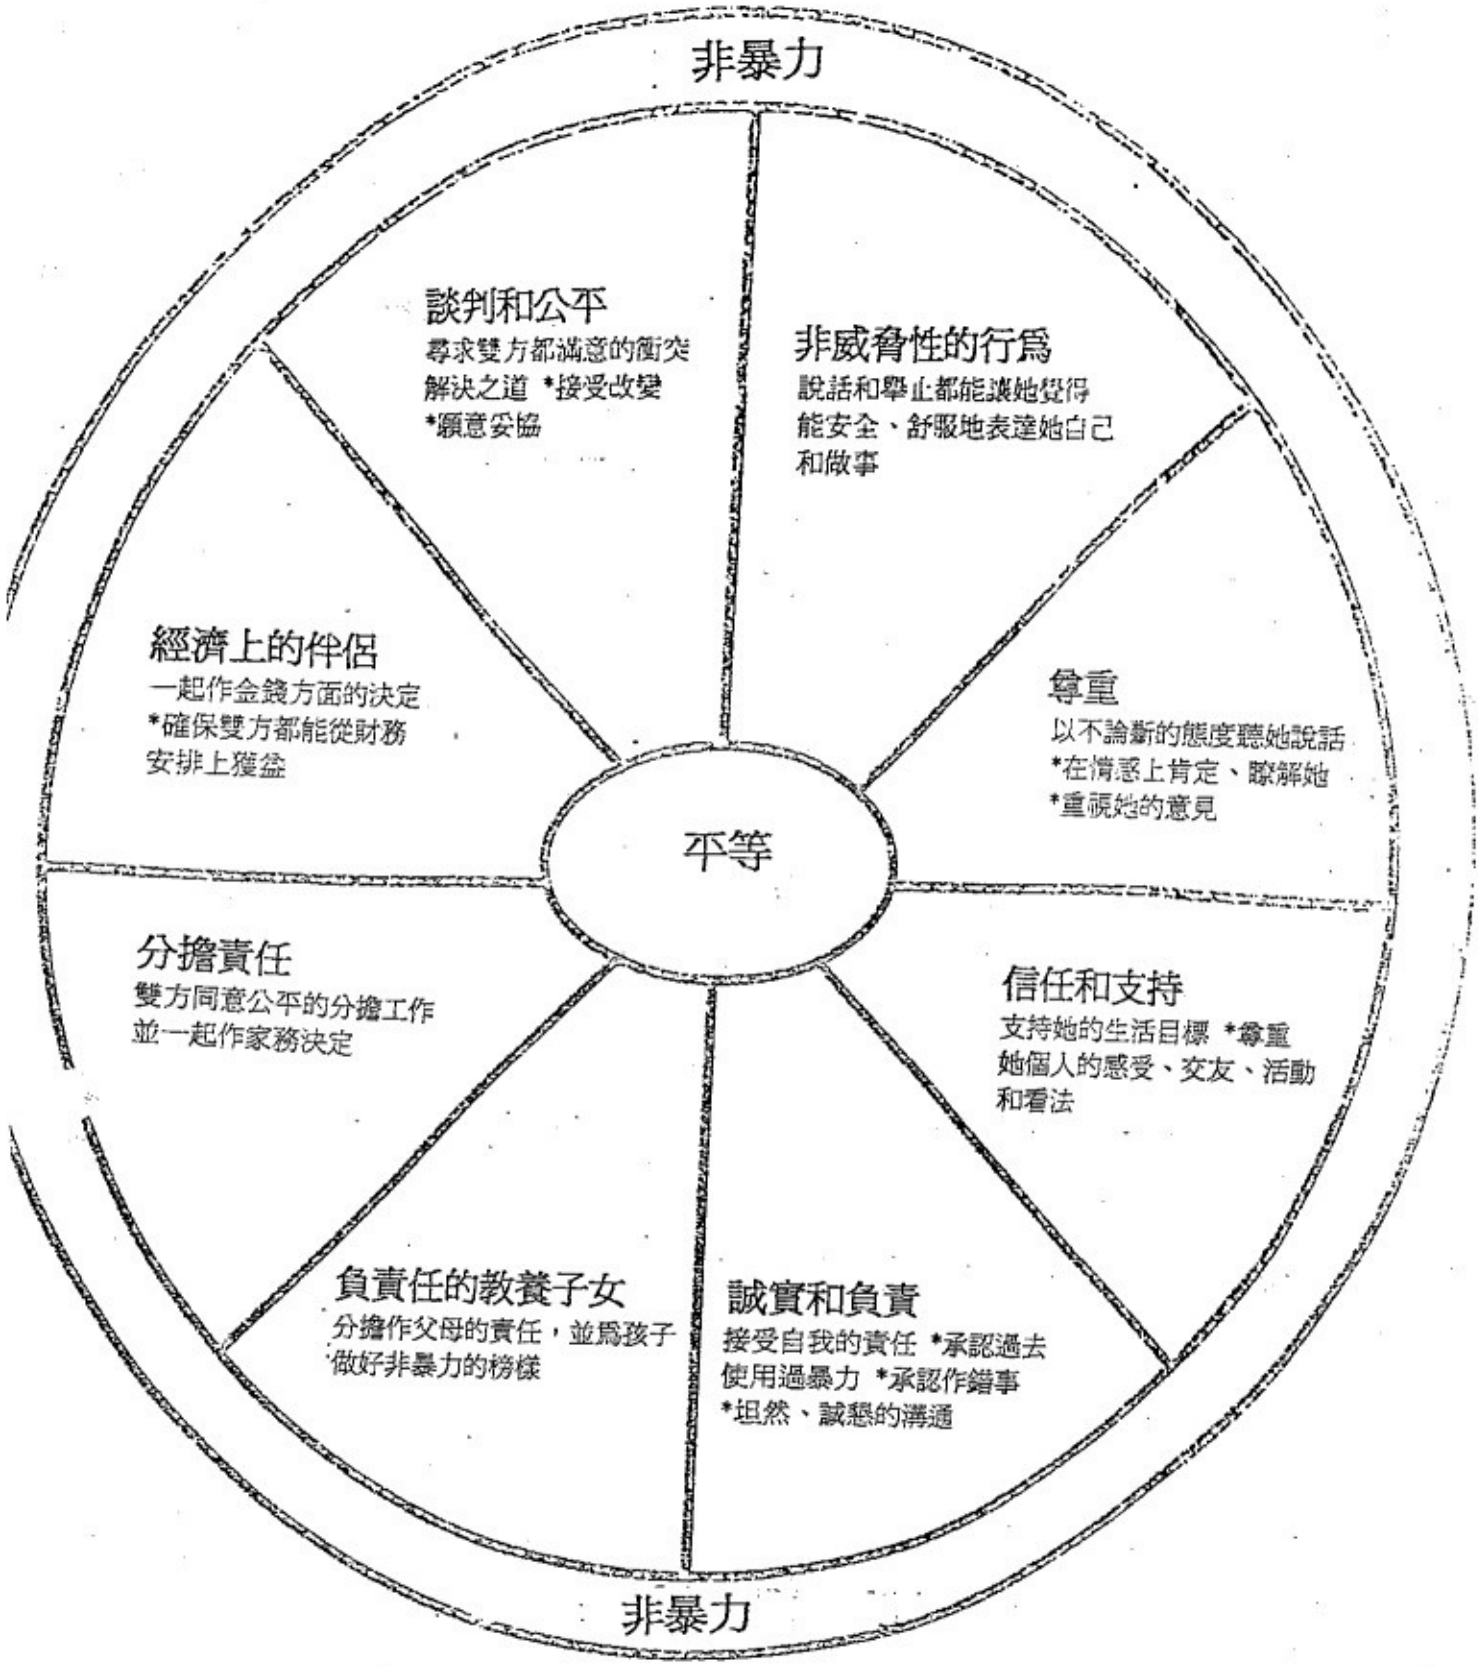 非暴力
談判和公平
尋求雙方都滿意的衝突
解決之道 *接受改變
*願意妥協
非威脅性的行爲
說話和舉止都能讓她覺得
能安全、舒服地表達她自己
和做事
經濟上的伴侶
一起作金錢方面的決定
*確保雙方都能從財務
安排上獲益
尊重
以不論斷的態度聽她說話
*在情感上肯定、瞭解她
*重視她的意見
平等
分擔責任
雙方同意公平的分擔工作
並一起作家務決定
信任和支持
支持她的生活目標 *尊重
她個人的感受、交友、活動
和看法
負責任的教養子女
分擔作父母的責任，並爲孩子
做好非暴力的榜樣
誠實和負責
接受自我的責任 *承認過去
使用過暴力 *承認作錯事
*坦然、誠懇的溝通
非暴力